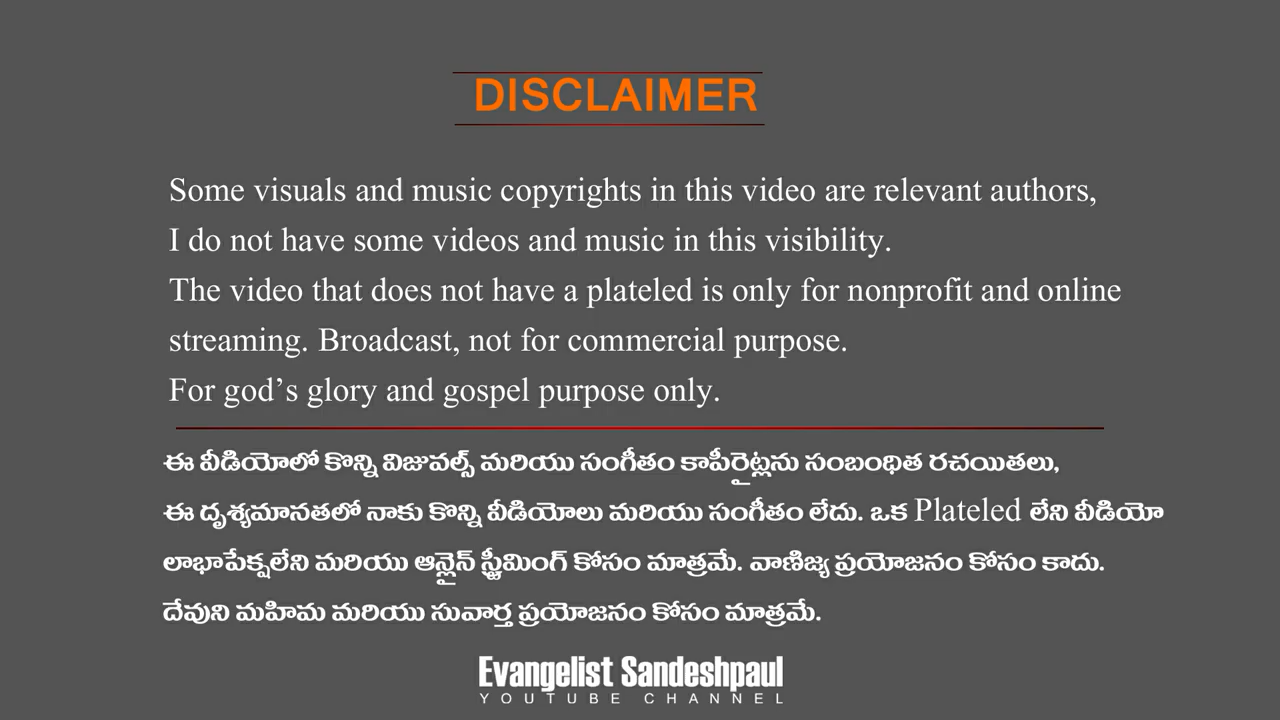 DISCLAIMER
Some visuals and music copyrights in this video are relevant authors,
I do not have some videos and music in this visibility.
The video that does not have a plateled is only for nonprofit and online
streaming. Broadcast, not for commercial purpose.
For god’s glory and gospel purpose only.
ఈ వీడియోలో కొన్ని విజువల్స్ మరియు సంగీతం కాపీరైట్లను సంబంధిత రచయితలు,
ఈ దృశ్యమానతలో నాకు కొన్ని వీడియోలు మరియు సంగీతం లేదు. ఒక Plateled లేని వీడియో
లాభాపేక్షలేని మరియు ఆన్లైన్ స్ట్రీమింగ్ కోసం మాత్రమే. వాణిజ్య ప్రయోజనం కోసం కాదు.
దేవుని మహిమ మరియు సువార్త ప్రయోజనం కోసం మాత్రమే.
Evangelist Sandeshpaul
YOUTUBE CHANNEL